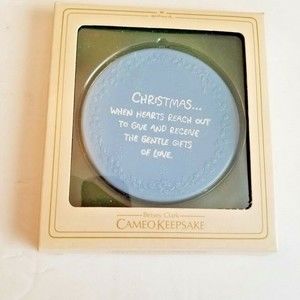 CHRISTMAS...
WHEN HEARTS REACH OUT
TO GIVE AND RECEIVE
THE GENTLE GIFTS
OF LOVE.
Betsey Clark
CAMEO KEEPSAKE